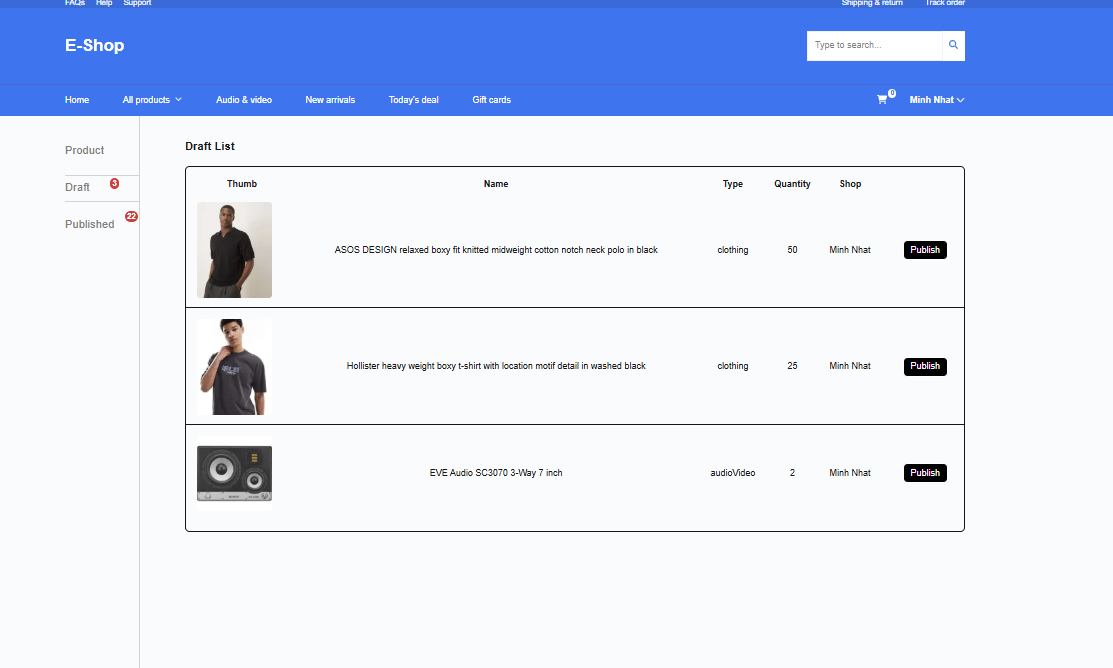 FAQs Help Support Shipping & return Track order
E-Shop
Type to search...
Home All products Audio & video New arrivals Today's deal Gift cards 0 Minh Nhat
Product
Draft 3
Published 22
Draft List
Thumb Name Type Quantity Shop
ASOS DESIGN relaxed boxy fit knitted midweight cotton notch neck polo in black clothing 50 Minh Nhat Publish
Hollister heavy weight boxy t-shirt with location motif detail in washed black clothing 25 Minh Nhat Publish
EVE Audio SC3070 3-Way 7 inch audioVideo 2 Minh Nhat Publish